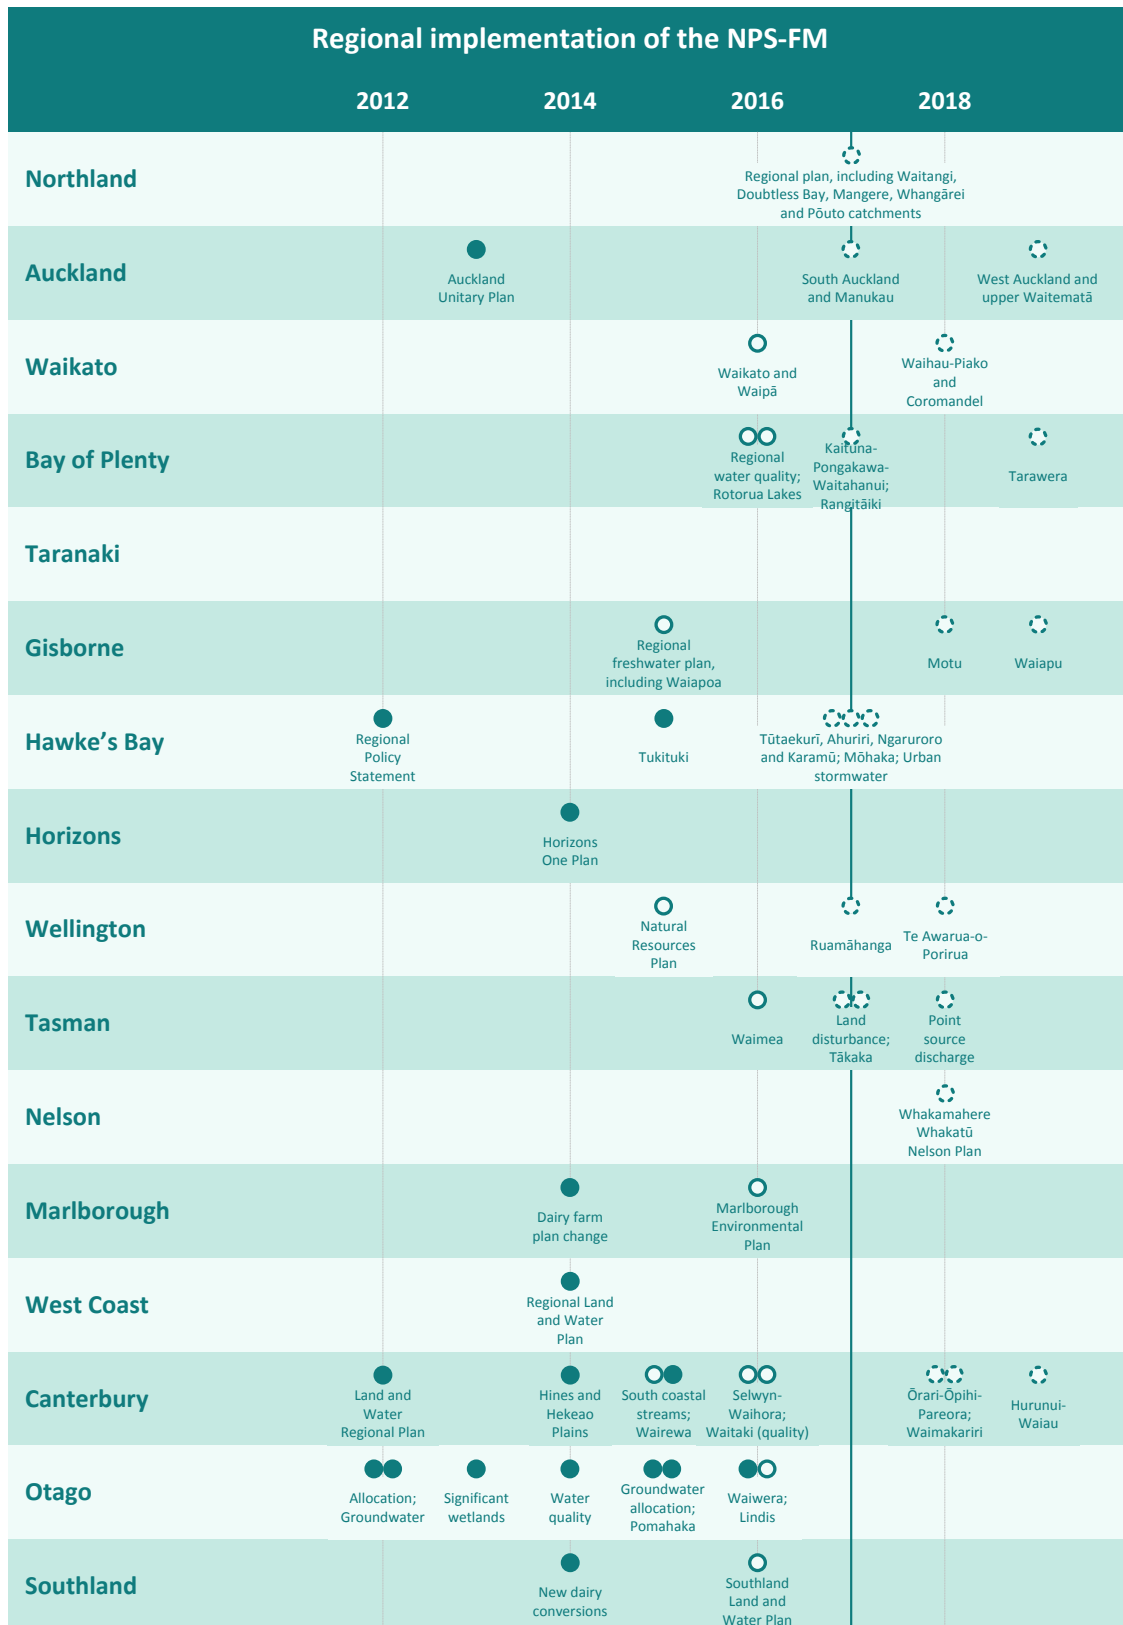 Regional implementation of the NPS-FM
2012 2014 2016 2018
Northland
Regional plan, including Waitangi,
Doubtless Bay, Mangere, Whangārei
and Pōuto catchments
Auckland
Auckland
Unitary Plan
South Auckland
and Manukau
West Auckland and
upper Waitematā
Waikato
Waikato and
Waipā
Waihau-Piako
and
Coromandel
Bay of Plenty
Regional
water quality;
Rotorua Lakes
Kaituna-
Pongakawa-
Waitahanui;
Rangitāiki
Tarawera
Taranaki
Gisborne
Regional
freshwater plan,
including Waiapoa
Motu
Waiapu
Hawke's Bay
Regional
Policy
Statement
Tukituki
Tūtaekurī, Ahuriri, Ngaruroro
and Karamū; Mōhaka; Urban
stormwater
Horizons
Horizons
One Plan
Wellington
Natural
Resources
Plan
Ruamāhanga
Te Awarua-o-
Porirua
Tasman
Waimea
Land
disturbance;
Tākaka
Point
source
discharge
Nelson
Whakamahere
Whakatū
Nelson Plan
Marlborough
Dairy farm
plan change
Marlborough
Environmental
Plan
West Coast
Regional Land
and Water
Plan
Canterbury
Land and
Water
Regional Plan
Hines and
Hekeao
Plains
South coastal
streams;
Wairewa
Selwyn-
Waihora;
Waitaki (quality)
Ōrari-Ōpihi-
Pareora;
Waimakariri
Hurunui-
Waiau
Otago
Allocation;
Groundwater
Significant
wetlands
Water
quality
Groundwater
allocation;
Pomahaka
Waiwera;
Lindis
Southland
New dairy
conversions
Southland
Land and
Water Plan